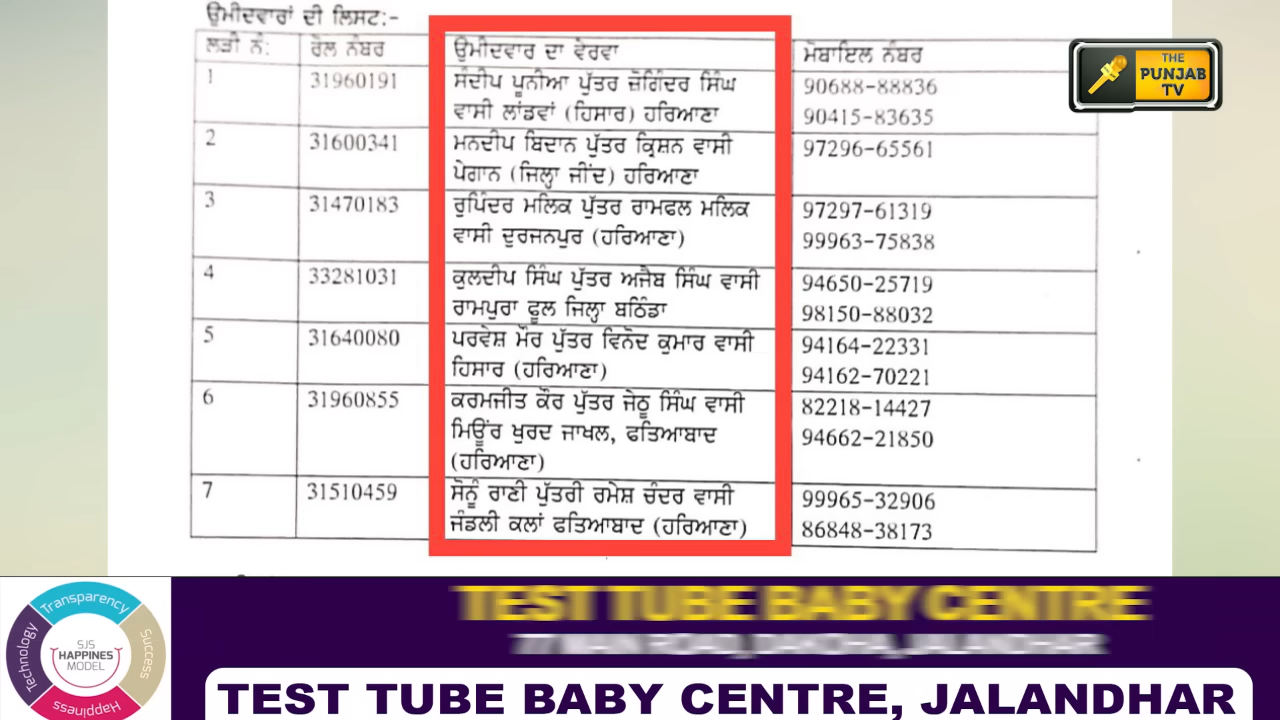 ਉਮੀਦਵਾਰਾਂ ਦੀ ਲਿਸਟ:-
ਲੜੀ ਨੰ: ਰੋਲ ਨੰਬਰ ਉਮੀਦਵਾਰ ਦਾ ਵੇਰਵਾ ਮੋਬਾਇਲ ਨੰਬਰ
1 31960191 ਸੰਦੀਪ ਪੂਨੀਆ ਪੁੱਤਰ ਜ਼ੋਗਿੰਦਰ ਸਿੰਘ 90688-88836
ਵਾਸੀ ਲਾਂਡਵਾਂ (ਹਿਸਾਰ) ਹਰਿਆਣਾ 90415-83635
2 31600341 ਮਨਦੀਪ ਬਿਦਾਨ ਪੁੱਤਰ ਕ੍ਰਿਸ਼ਨ ਵਾਸੀ 97296-65561
ਪੇਗਾਨ (ਜਿਲ੍ਹਾ ਜੀਂਦ) ਹਰਿਆਣਾ
3 31470183 ਰੁਪਿੰਦਰ ਮਲਿਕ ਪੁੱਤਰ ਰਾਮਫਲ ਮਲਿਕ 97297-61319
ਵਾਸੀ ਦੁਰਜਨਪੁਰ (ਹਰਿਆਣਾ) 99963-75838
4 33281031 ਕੁਲਦੀਪ ਸਿੰਘ ਪੁੱਤਰ ਅਜੈਬ ਸਿੰਘ ਵਾਸੀ 94650-25719
ਰਾਮਪੁਰਾ ਫੂਲ ਜਿਲ੍ਹਾ ਬਠਿੰਡਾ 98150-88032
5 31640080 ਪਰਵੇਸ਼ ਮੌਰ ਪੁੱਤਰ ਵਿਨੋਦ ਕੁਮਾਰ ਵਾਸੀ 94164-22331
ਹਿਸਾਰ (ਹਰਿਆਣਾ) 94162-70221
6 31960855 ਕਰਮਜੀਤ ਕੌਰ ਪੁੱਤਰ ਜੇਠੂ ਸਿੰਘ ਵਾਸੀ 82218-14427
ਮਿਊਂਰ ਖੁਰਦ ਜਾਖਲ, ਫਤਿਆਬਾਦ 94662-21850
(ਹਰਿਆਣਾ)
7 31510459 ਸੋਨੂੰ ਰਾਣੀ ਪੁੱਤਰੀ ਰਮੇਸ਼ ਚੰਦਰ ਵਾਸੀ 99965-32906
ਜੰਡਲੀ ਕਲਾਂ ਫਤਿਆਬਾਦ (ਹਰਿਆਣਾ) 86848-38173
THE
PUNJAB
TV
Transparency
Technology
Success
Happiness
SJS
HAPPINES
MODEL
TEST TUBE BABY CENTRE
JALANDHAR
TEST TUBE BABY CENTRE, JALANDHAR